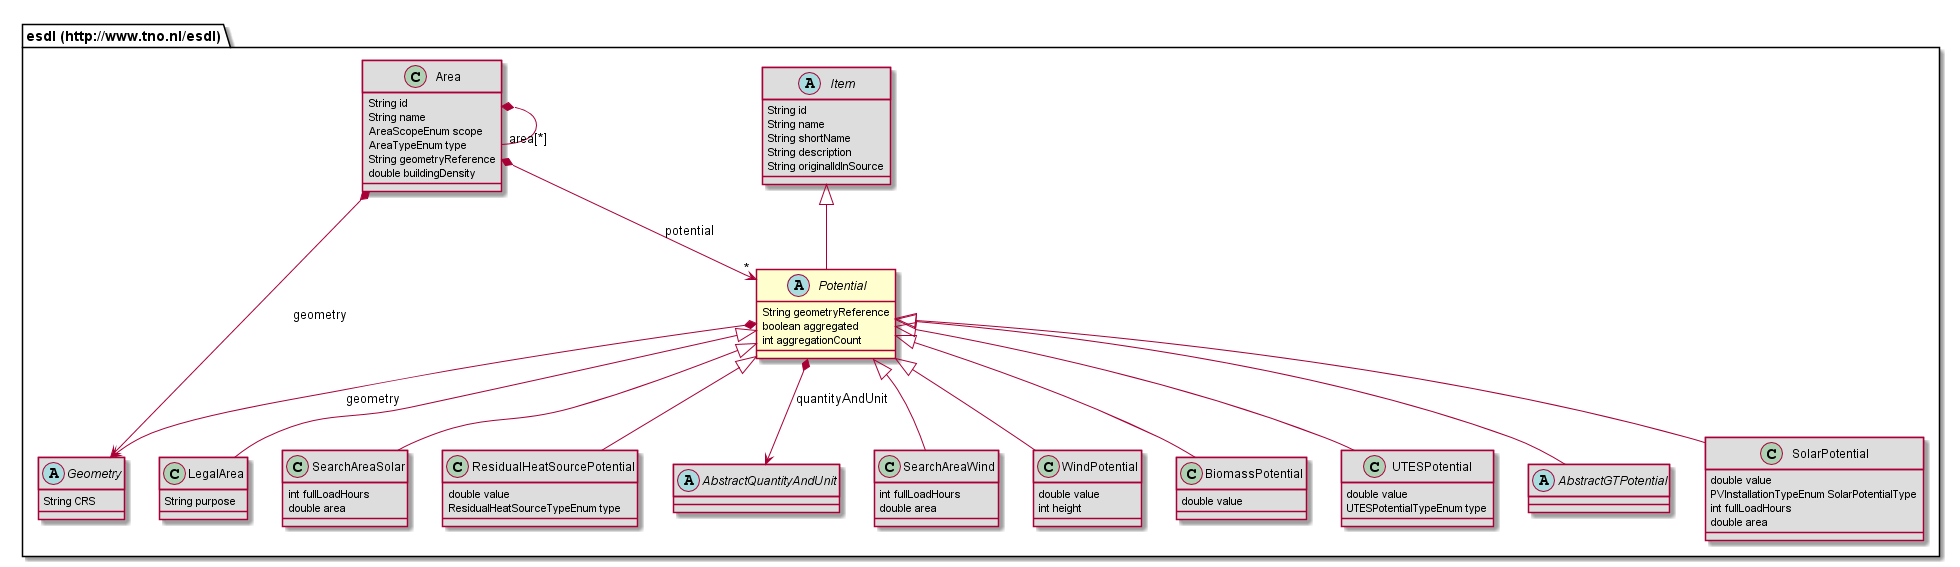 esdl (http://www.tno.nl/esdl)
C Area
String id
String name
AreaScopeEnum scope
AreaTypeEnum type
String geometryReference
double buildingDensity
area[*]
A Item
String id
String name
String shortName
String description
String originalIdInSource
potential
*
A Potential
String geometryReference
boolean aggregated
int aggregationCount
geometry
geometry
quantityAndUnit
A Geometry
String CRS
C LegalArea
String purpose
C SearchAreaSolar
int fullLoadHours
double area
C ResidualHeatSourcePotential
double value
ResidualHeatSourceTypeEnum type
A AbstractQuantityAndUnit
C SearchAreaWind
int fullLoadHours
double area
C WindPotential
double value
int height
C BiomassPotential
double value
C UTESPotential
double value
UTESPotentialTypeEnum type
A AbstractGTPotential
C SolarPotential
double value
PVInstallationTypeEnum SolarPotentialType
int fullLoadHours
double area